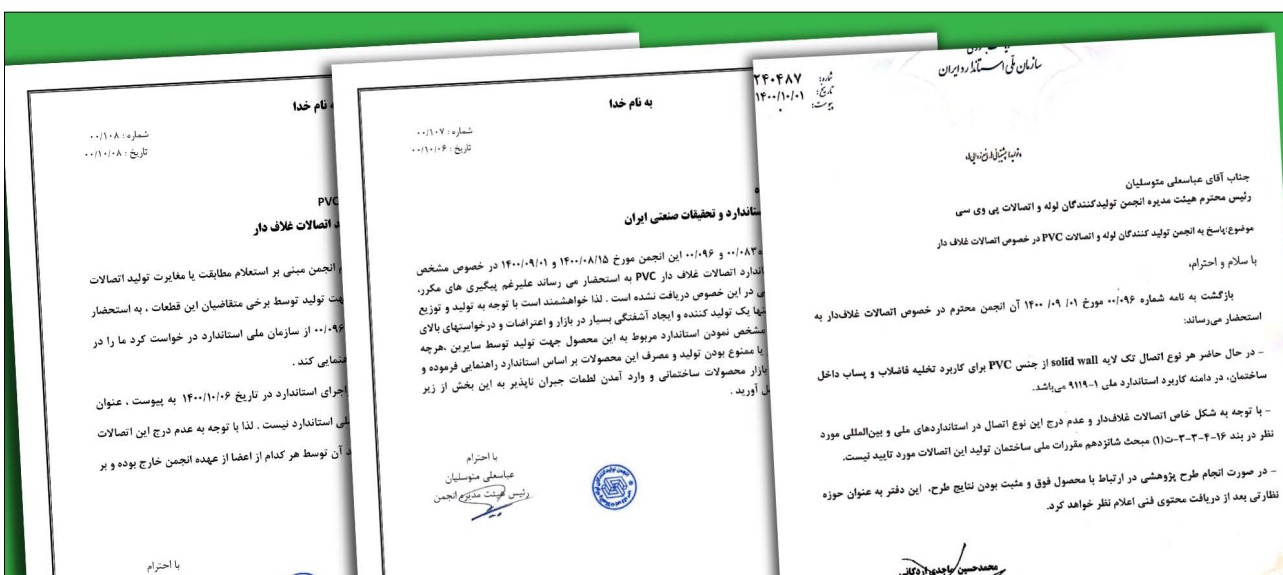 سازمان ملی استاندارد ایران
شماره: ۲۴۰۴۸۷
تاریخ: ۱۴۰۰/۱۰/۰۱
پیوست: ۰
جناب آقای عباسعلی متوسلیان
رئیس محترم هیئت مدیره انجمن تولیدکنندگان لوله و اتصالات پی وی سی
موضوع:پاسخ به انجمن تولید کنندگان لوله و اتصالات PVC در خصوص اتصالات غلاف دار
با سلام و احترام،
بازگشت به نامه شماره ۰۰/۰۹۶ مورخ ۰۱/ ۰۹/ ۱۴۰۰ آن انجمن محترم در خصوص اتصالات غلاف‌دار به
استحضار می‌رساند:
– در حال حاضر هر نوع اتصال تک لایه solid wall از جنس PVC برای کاربرد تخلیه فاضلاب و پساب داخل
ساختمان، در دامنه کاربرد استاندارد ملی ۱-۹۱۱۹ می‌باشد.
– با توجه به شکل خاص اتصالات غلاف‌دار و عدم درج این نوع اتصال در استانداردهای ملی و بین‌المللی مورد
نظر در بند ۱۶-۴-۳-۳-ت(۱) مبحث شانزدهم مقررات ملی ساختمان تولید این اتصالات مورد تایید نیست.
– در صورت انجام طرح پژوهشی در ارتباط با محصول فوق و مثبت بودن نتایج طرح، این دفتر به عنوان حوزه
نظارتی بعد از دریافت محتوی فنی اعلام نظر خواهد کرد.
به نام خدا
شماره : ۰۰/۱۰۷
تاریخ : ۰۰/۱۰/۰۶
ستاندارد و تحقیقات صنعتی ایران
۰۰/۰۸۳ و ۰۰/۰۹۶ این انجمن مورخ ۱۴۰۰/۰۸/۱۵ و ۱۴۰۰/۰۹/۰۱ در خصوص مشخص
اندارد اتصالات غلاف دار PVC به استحضار می رساند علیرغم پیگیری های مکرر،
ی در این خصوص دریافت نشده است . لذا خواهشمند است با توجه به تولید و توزیع
نها یک تولید کننده و ایجاد آشفتگی بسیار در بازار و اعتراضات و درخواستهای بالای
مشخص نمودن استاندارد مربوط به این محصول جهت تولید توسط سایرین ،هرچه
یا ممنوع بودن تولید و مصرف این محصولات بر اساس استاندارد راهنمایی فرموده و
بازار محصولات ساختمانی و وارد آمدن لطمات جبران ناپذیر به این بخش از زیر
ل آورید .
با احترام
عباسعلی متوسلیان
رئیس هیئت مدیره انجمن
نام خدا
شماره : ۰۰/۱۰۸
تاریخ : ۰۰/۱۰/۰۸
PVC
د اتصالات غلاف دار
انجمن مبنی بر استعلام مطابقت یا مغایرت تولید اتصالات
هت تولید توسط برخی متقاضیان این قطعات ، به استحضار
۰۰/۰۹۶ از سازمان ملی استاندارد در خواست کرد ما را در
هنمایی کند .
اجرای استاندارد در تاریخ ۱۴۰۰/۱۰/۰۶ به پیوست ، عنوان
ملی استاندارد نیست . لذا با توجه به عدم درج این اتصالات
د آن توسط هر کدام از اعضا از عهده انجمن خارج بوده و بر
با احترام